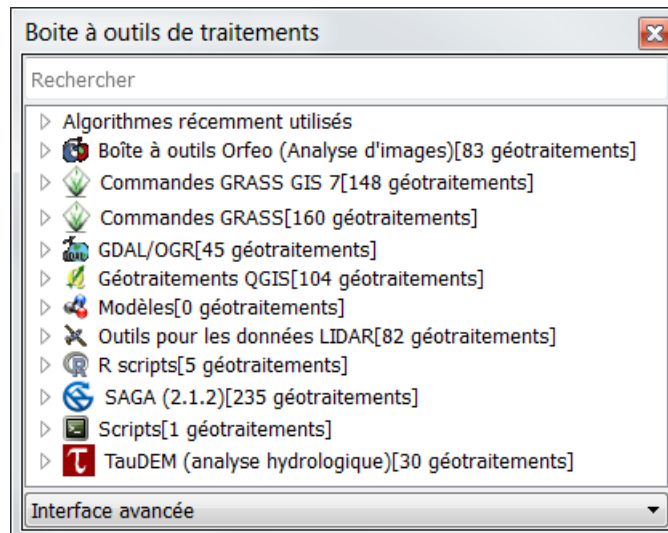 Boite à outils de traitements
Rechercher
Algorithmes récemment utilisés
Boîte à outils Orfeo (Analyse d'images)[83 géotraitements]
Commandes GRASS GIS 7[148 géotraitements]
Commandes GRASS[160 géotraitements]
GDAL/OGR[45 géotraitements]
Géotraitements QGIS[104 géotraitements]
Modèles[0 géotraitements]
Outils pour les données LIDAR[82 géotraitements]
R scripts[5 géotraitements]
SAGA (2.1.2)[235 géotraitements]
Scripts[1 géotraitements]
TauDEM (analyse hydrologique)[30 géotraitements]
Interface avancée